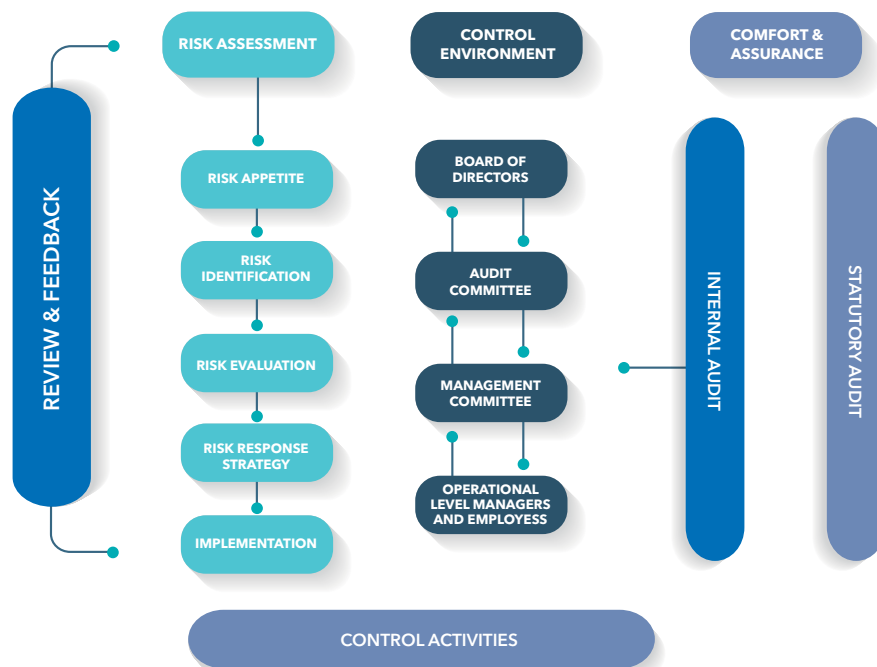 REVIEW & FEEDBACK
RISK ASSESSMENT
RISK APPETITE
RISK
IDENTIFICATION
RISK EVALUATION
RISK RESPONSE
STRATEGY
IMPLEMENTATION
CONTROL
ENVIRONMENT
BOARD OF
DIRECTORS
AUDIT
COMMITTEE
MANAGEMENT
COMMITTEE
OPERATIONAL
LEVEL MANAGERS
AND EMPLOYESS
COMFORT &
ASSURANCE
INTERNAL AUDIT
STATUTORY AUDIT
CONTROL ACTIVITIES